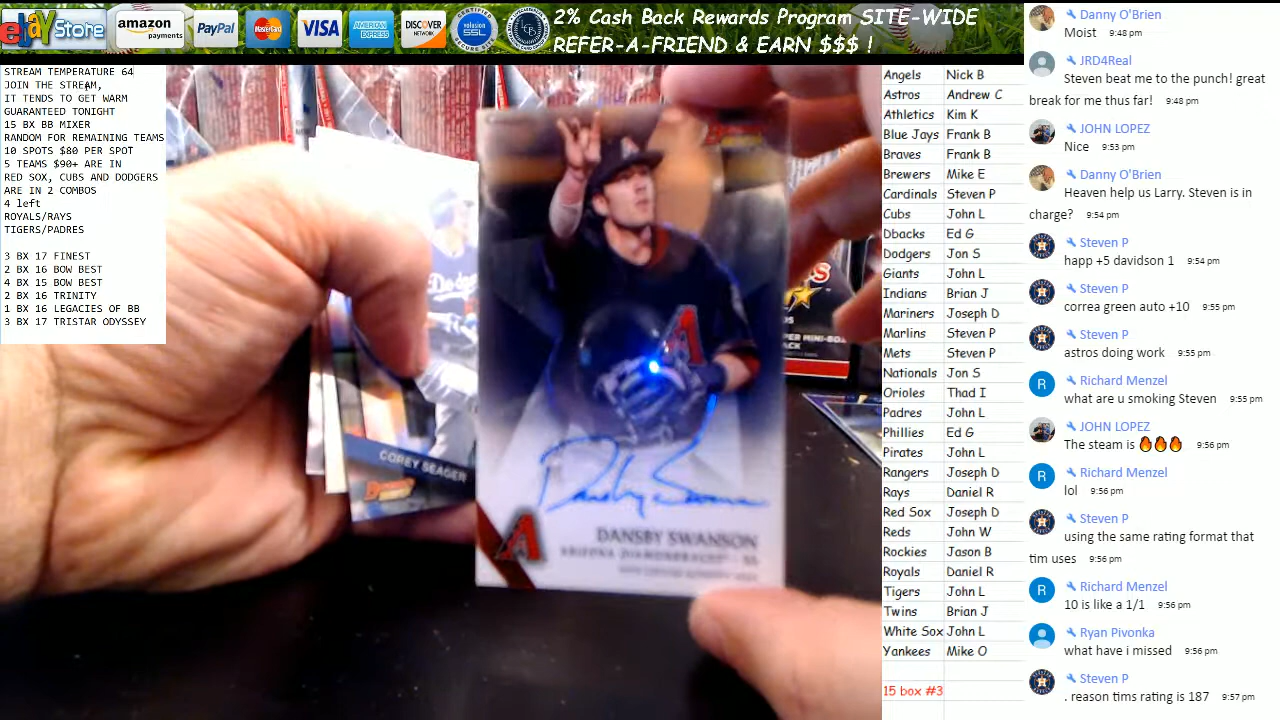 ebay Store
amazon
payments
PayPal
MasterCard
VISA
AMERICAN
EXPRESS
DISCOVER
NETWORK
volusion
SSL
2% Cash Back Rewards Program SITE-WIDE
REFER-A-FRIEND & EARN $$$ !
STREAM TEMPERATURE 64
JOIN THE STREAM,
IT TENDS TO GET WARM
GUARANTEED TONIGHT
15 BX BB MIXER
RANDOM FOR REMAINING TEAMS
10 SPOTS $80 PER SPOT
5 TEAMS $90+ ARE IN
RED SOX, CUBS AND DODGERS
ARE IN 2 COMBOS
4 left
ROYALS/RAYS
TIGERS/PADRES
3 BX 17 FINEST
2 BX 16 BOW BEST
4 BX 15 BOW BEST
2 BX 16 TRINITY
1 BX 16 LEGACIES OF BB
3 BX 17 TRISTAR ODYSSEY
Dodgers
COREY SEAGER
A
A
Dansby Swanson
DANSBY SWANSON
ARIZONA DIAMONDBACKS - SS
PER MINI-BOX
Angels Nick B
Astros Andrew C
Athletics Kim K
Blue Jays Frank B
Braves Frank B
Brewers Mike E
Cardinals Steven P
Cubs John L
Dbacks Ed G
Dodgers Jon S
Giants John L
Indians Brian J
Mariners Joseph D
Marlins Steven P
Mets Steven P
Nationals Jon S
Orioles Thad I
Padres John L
Phillies Ed G
Pirates John L
Rangers Joseph D
Rays Daniel R
Red Sox Joseph D
Reds John W
Rockies Jason B
Royals Daniel R
Tigers John L
Twins Brian J
White Sox John L
Yankees Mike O
15 box #3
Danny O'Brien
Moist 9:48 pm
JRD4Real
Steven beat me to the punch! great
break for me thus far! 9:48 pm
JOHN LOPEZ
Nice 9:53 pm
Danny O'Brien
Heaven help us Larry. Steven is in
charge? 9:54 pm
Steven P
happ +5 davidson 1 9:54 pm
Steven P
correa green auto +10 9:55 pm
Steven P
astros doing work 9:55 pm
R Richard Menzel
what are u smoking Steven 9:55 pm
JOHN LOPEZ
The steam is 🔥🔥🔥 9:56 pm
R Richard Menzel
lol 9:56 pm
Steven P
using the same rating format that
tim uses 9:56 pm
R Richard Menzel
10 is like a 1/1 9:56 pm
Ryan Pivonka
what have i missed 9:56 pm
Steven P
. reason tims rating is 187 9:57 pm